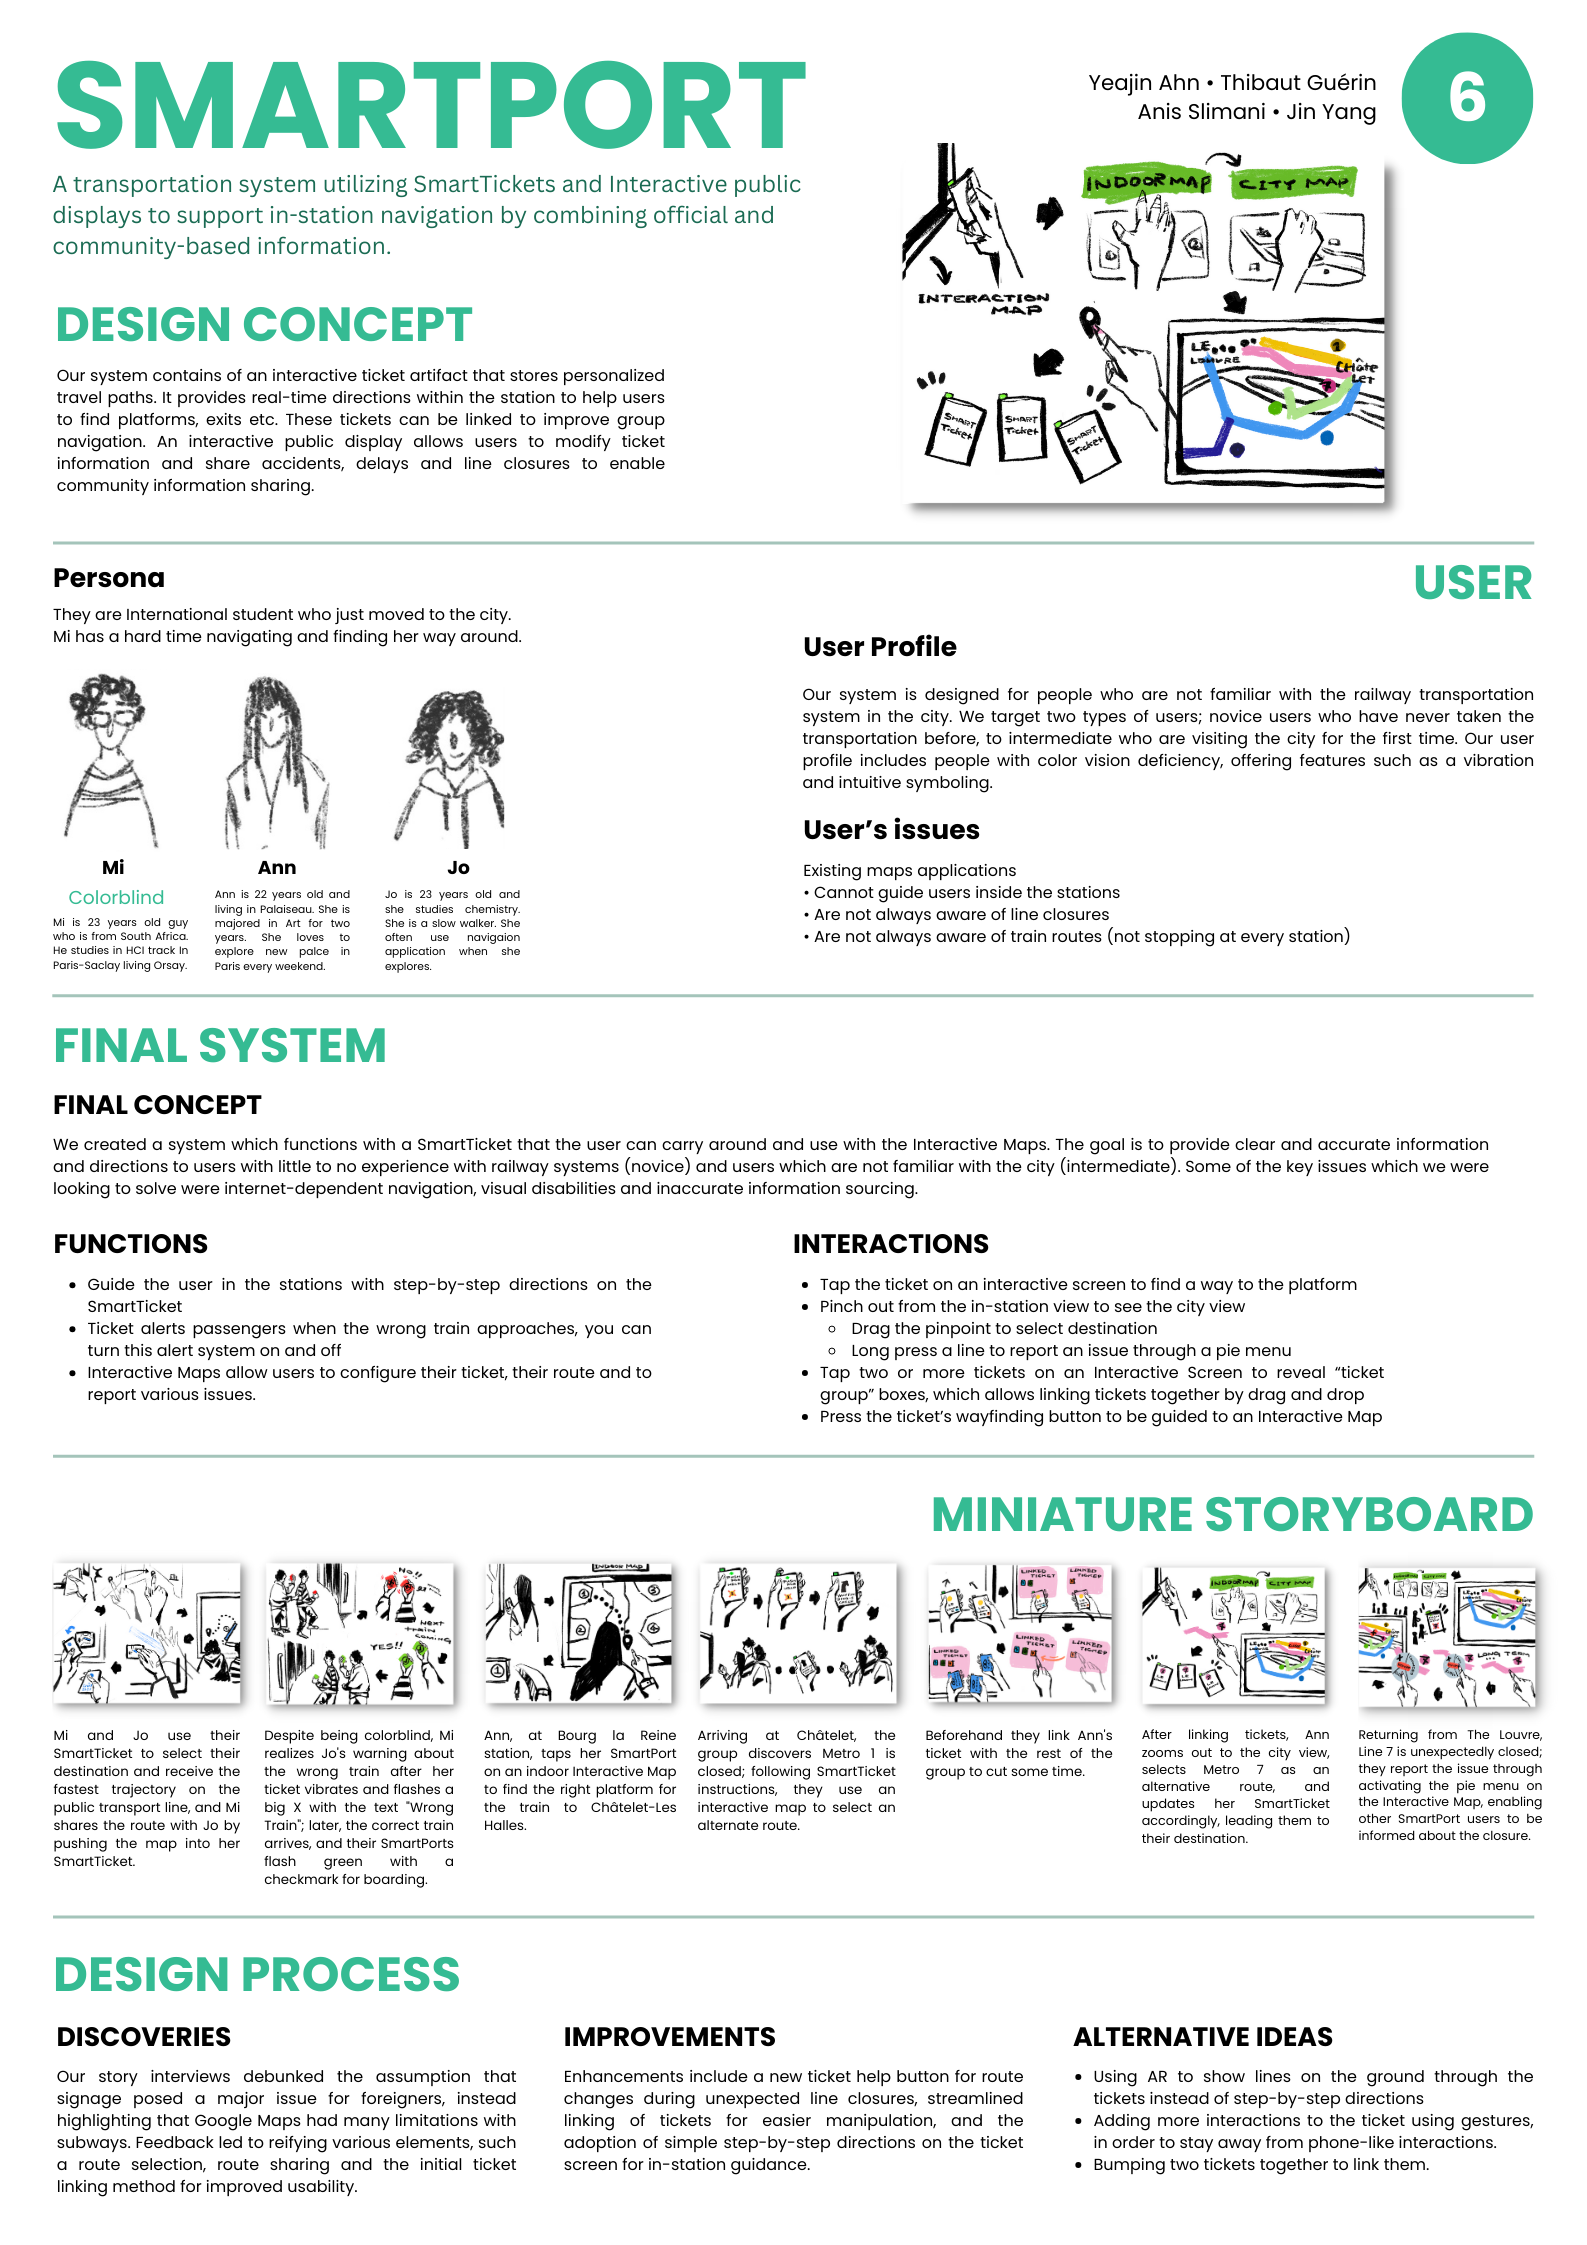 SMARTPORT
Yeajin Ahn • Thibaut Guérin
Anis Slimani • Jin Yang
6
A transportation system utilizing SmartTickets and Interactive public
displays to support in-station navigation by combining official and
community-based information.
INDOOR MAP
CITY MAP
INTERACTION
MAP
LE
LOUVRE
1
CHâte
LeT
7
SMART
Ticket
SMART
Ticket
SMART
Ticket
DESIGN CONCEPT
Our system contains of an interactive ticket artifact that stores personalized
travel paths. It provides real-time directions within the station to help users
to find platforms, exits etc. These tickets can be linked to improve group
navigation. An interactive public display allows users to modify ticket
information and share accidents, delays and line closures to enable
community information sharing.
Persona
They are International student who just moved to the city.
Mi has a hard time navigating and finding her way around.
Mi
Colorblind
Mi is 23 years old guy
who is from South Africa.
He studies in HCI track In
Paris-Saclay living Orsay.
Ann
Ann is 22 years old and
living in Palaiseau. She is
majored in Art for two
years. She loves to
explore new palce in
Paris every weekend.
Jo
Jo is 23 years old and
she studies chemistry.
She is a slow walker. She
often use navigaion
application when she
explores.
USER
User Profile
Our system is designed for people who are not familiar with the railway transportation
system in the city. We target two types of users; novice users who have never taken the
transportation before, to intermediate who are visiting the city for the first time. Our user
profile includes people with color vision deficiency, offering features such as a vibration
and intuitive symboling.
User's issues
Existing maps applications
• Cannot guide users inside the stations
• Are not always aware of line closures
• Are not always aware of train routes (not stopping at every station)
FINAL SYSTEM
FINAL CONCEPT
We created a system which functions with a SmartTicket that the user can carry around and use with the Interactive Maps. The goal is to provide clear and accurate information
and directions to users with little to no experience with railway systems (novice) and users which are not familiar with the city (intermediate). Some of the key issues which we were
looking to solve were internet-dependent navigation, visual disabilities and inaccurate information sourcing.
FUNCTIONS
• Guide the user in the stations with step-by-step directions on the
SmartTicket
• Ticket alerts passengers when the wrong train approaches, you can
turn this alert system on and off
• Interactive Maps allow users to configure their ticket, their route and to
report various issues.
INTERACTIONS
• Tap the ticket on an interactive screen to find a way to the platform
• Pinch out from the in-station view to see the city view
◦ Drag the pinpoint to select destination
◦ Long press a line to report an issue through a pie menu
• Tap two or more tickets on an Interactive Screen to reveal “ticket
group” boxes, which allows linking tickets together by drag and drop
• Press the ticket’s wayfinding button to be guided to an Interactive Map
MINIATURE STORYBOARD
NO!!
NEXT
TRAIN
COMING
YES!!
INDOOR MAP
LINKED
TICKET
LINKED
TICKET
LINKED
TICKET
LINKED
TICKET
LINKED
TICKET
INDOOR MAP
CITY MAP
LONG TERM
Mi and Jo use their
SmartTicket to select their
destination and receive the
fastest trajectory on the
public transport line, and Mi
shares the route with Jo by
pushing the map into her
SmartTicket.
Despite being colorblind, Mi
realizes Jo's warning about
the wrong train after her
ticket vibrates and flashes a
big X with the text "Wrong
Train"; later, the correct train
arrives, and their SmartPorts
flash green with a
checkmark for boarding.
Ann, at Bourg la Reine
station, taps her SmartPort
on an indoor Interactive Map
to find the right platform for
the train to Châtelet-Les
Halles.
Arriving at Châtelet, the
group discovers Metro 1 is
closed; following SmartTicket
instructions, they use an
interactive map to select an
alternate route.
Beforehand they link Ann's
ticket with the rest of the
group to cut some time.
After linking tickets, Ann
zooms out to the city view,
selects Metro 7 as an
alternative route, and
updates her SmartTicket
accordingly, leading them to
their destination.
Returning from The Louvre,
Line 7 is unexpectedly closed;
they report the issue through
activating the pie menu on
the Interactive Map, enabling
other SmartPort users to be
informed about the closure.
DESIGN PROCESS
DISCOVERIES
Our story interviews debunked the assumption that
signage posed a major issue for foreigners, instead
highlighting that Google Maps had many limitations with
subways. Feedback led to reifying various elements, such
a route selection, route sharing and the initial ticket
linking method for improved usability.
IMPROVEMENTS
Enhancements include a new ticket help button for route
changes during unexpected line closures, streamlined
linking of tickets for easier manipulation, and the
adoption of simple step-by-step directions on the ticket
screen for in-station guidance.
ALTERNATIVE IDEAS
• Using AR to show lines on the ground through the
tickets instead of step-by-step directions
• Adding more interactions to the ticket using gestures,
in order to stay away from phone-like interactions.
• Bumping two tickets together to link them.